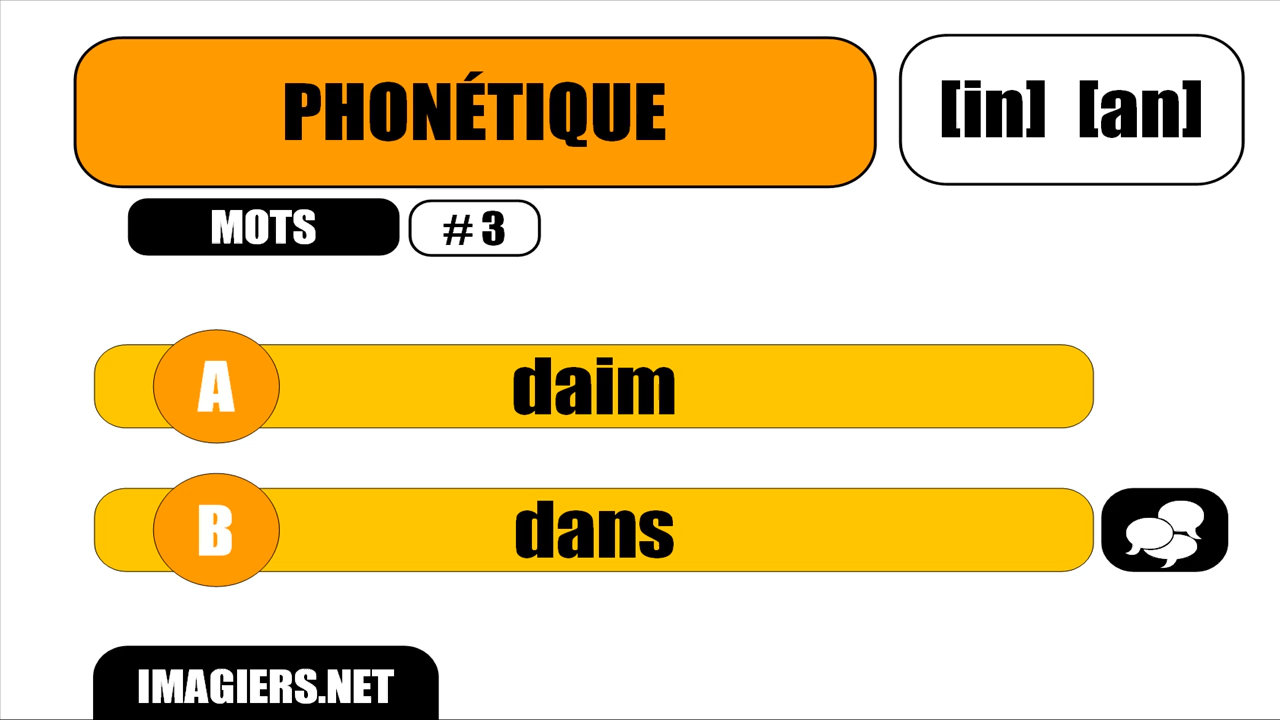 PHONÉTIQUE
[in] [an]
MOTS
# 3
A
daim
B
dans
IMAGIERS.NET